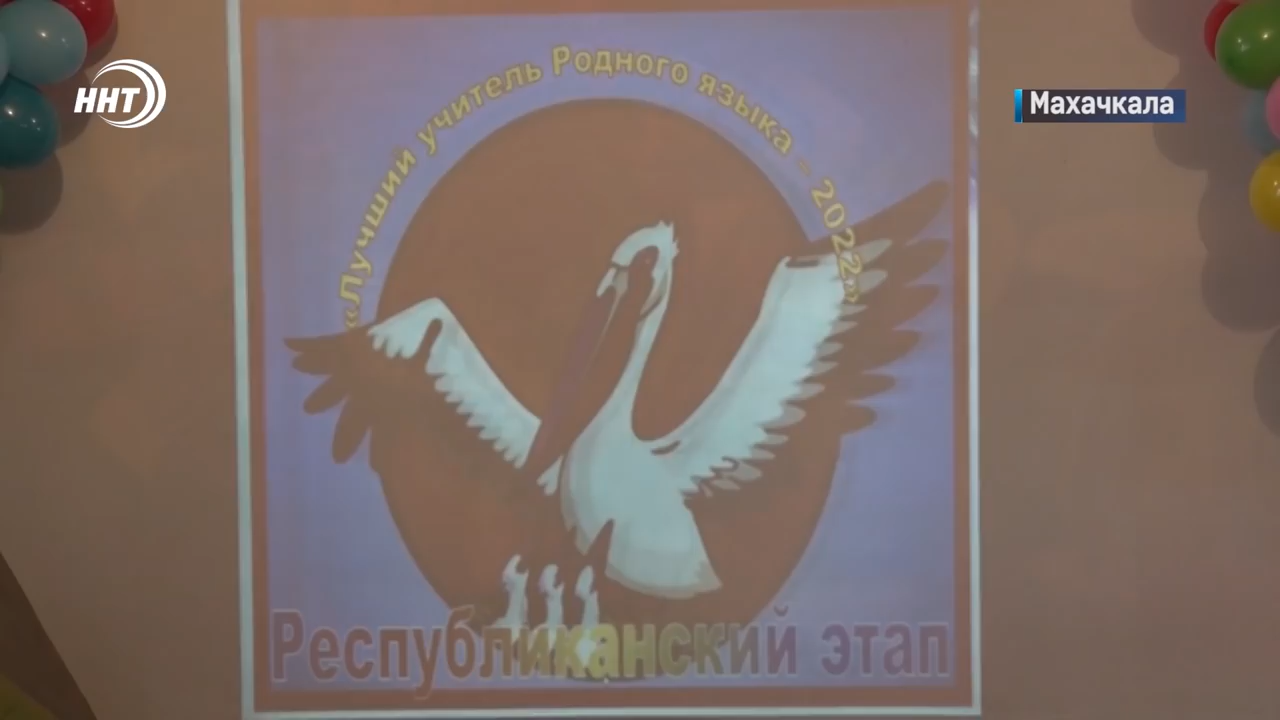 ННТ
Махачкала
«Лучший учитель Родного языка – 2022»
Республиканский этап